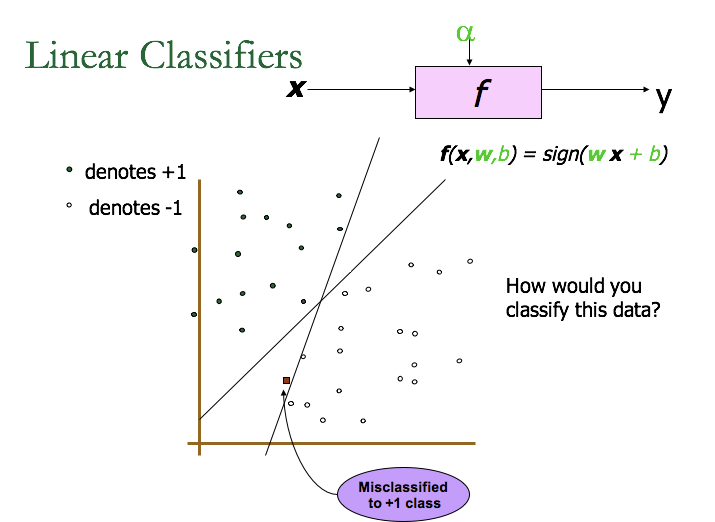 Linear Classifiers
α
x
f
y
f(x,w,b) = sign(w x + b)
denotes +1
denotes -1
How would you
classify this data?
Misclassified
to +1 class